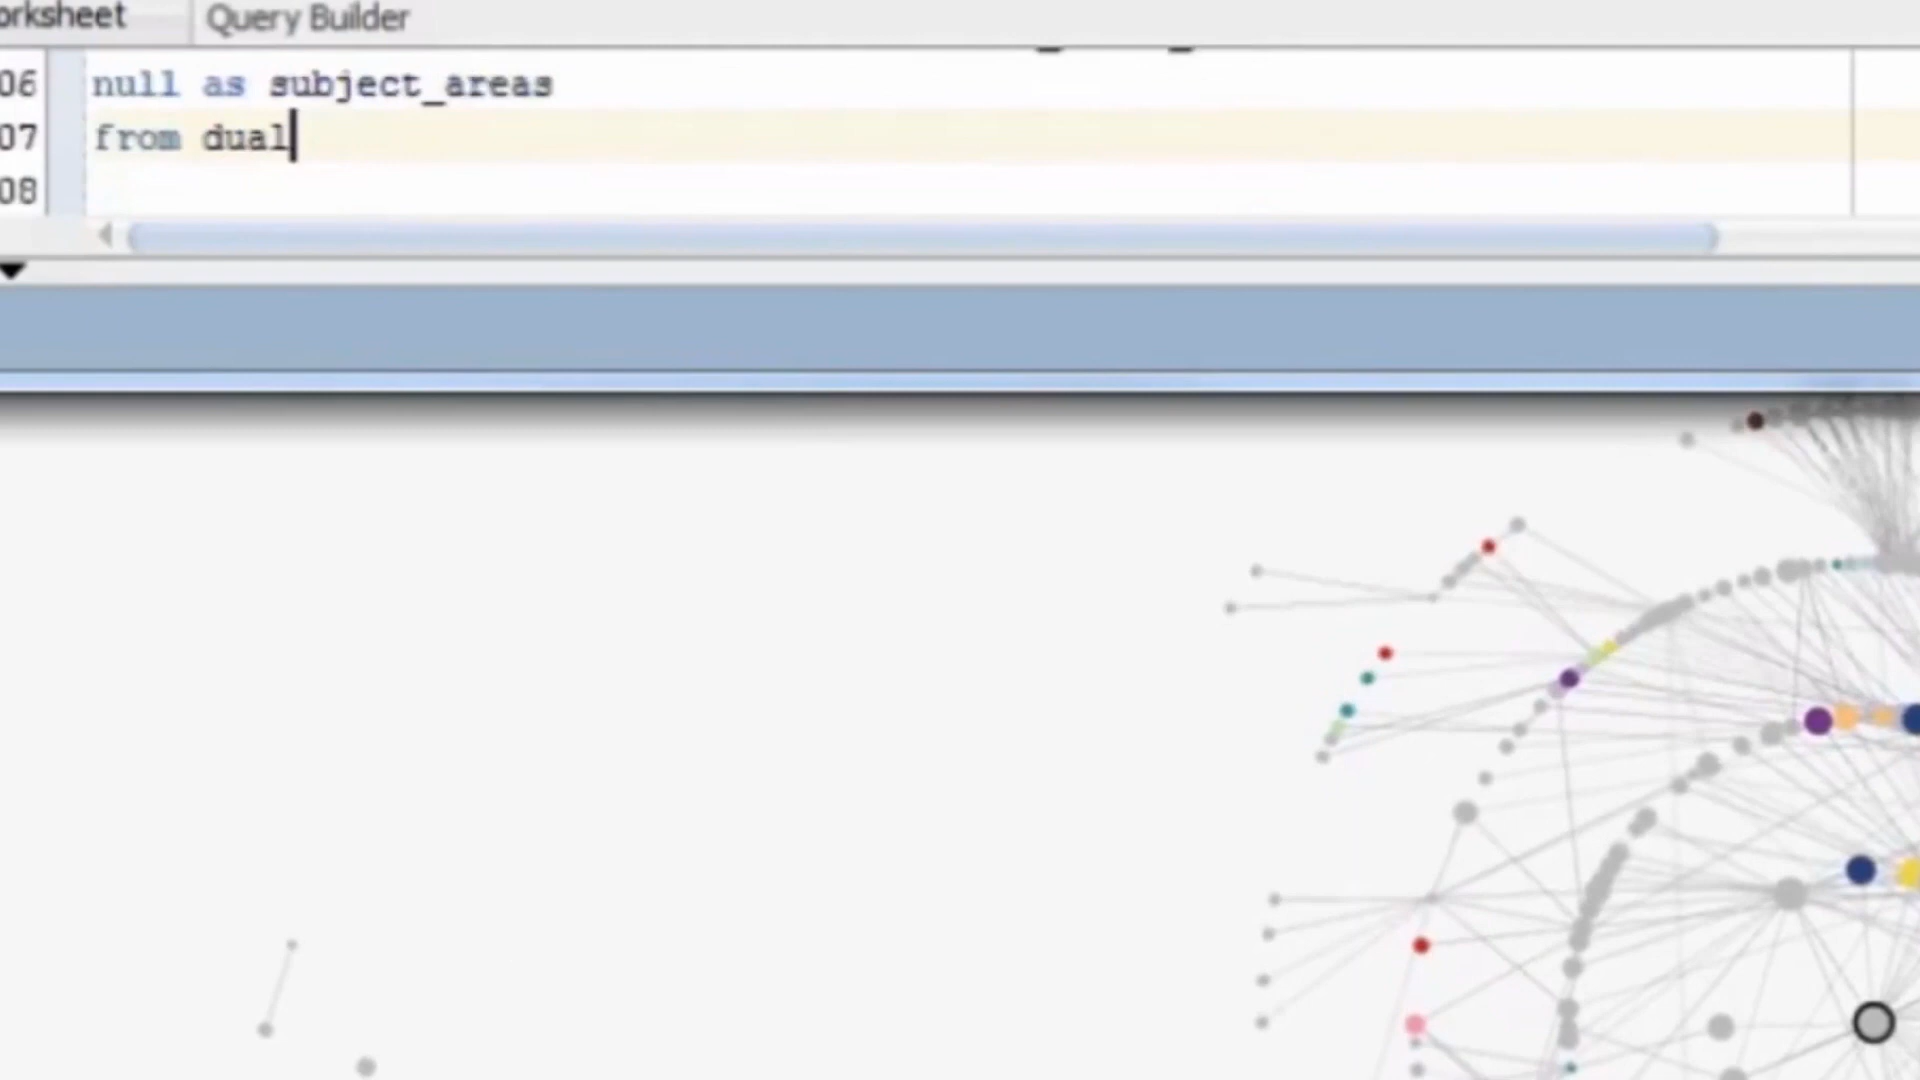 orksheet
Query Builder
06 null as subject_areas
07 from dual
08